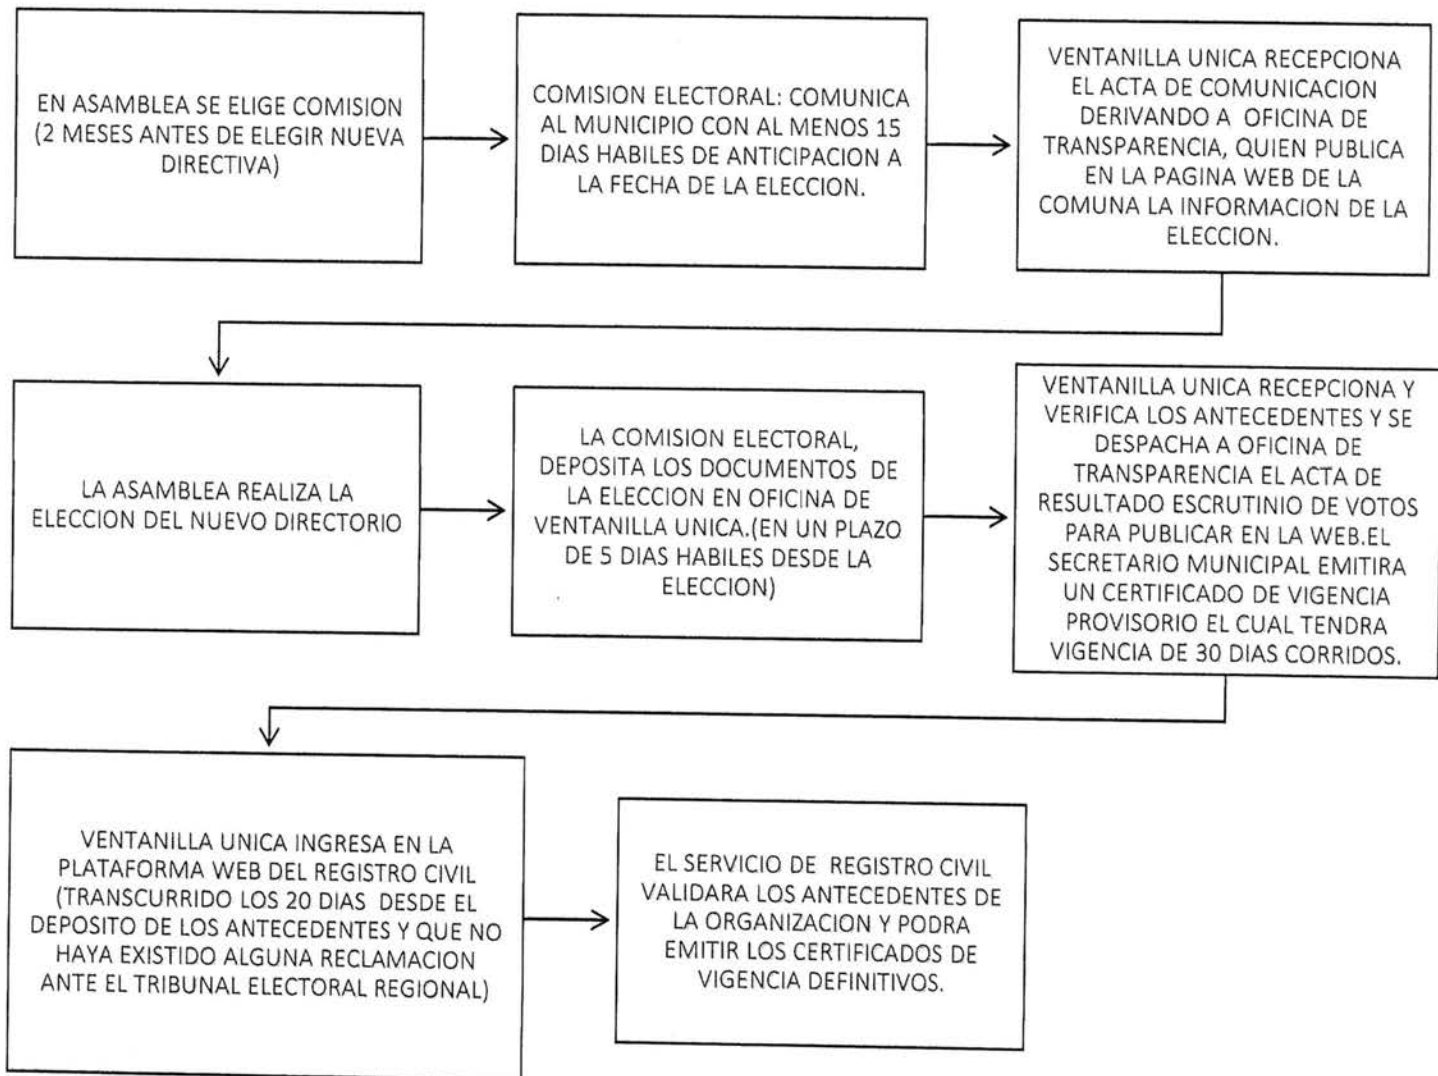 EN ASAMBLEA SE ELIGE COMISION
(2 MESES ANTES DE ELEGIR NUEVA
DIRECTIVA)
COMISION ELECTORAL: COMUNICA
AL MUNICIPIO CON AL MENOS 15
DIAS HABILES DE ANTICIPACION A
LA FECHA DE LA ELECCION.
VENTANILLA UNICA RECEPCIONA
EL ACTA DE COMUNICACION
DERIVANDO A OFICINA DE
TRANSPARENCIA, QUIEN PUBLICA
EN LA PAGINA WEB DE LA
COMUNA LA INFORMACION DE LA
ELECCION.
LA ASAMBLEA REALIZA LA
ELECCION DEL NUEVO DIRECTORIO
LA COMISION ELECTORAL,
DEPOSITA LOS DOCUMENTOS DE
LA ELECCION EN OFICINA DE
VENTANILLA UNICA.(EN UN PLAZO
DE 5 DIAS HABILES DESDE LA
ELECCION)
VENTANILLA UNICA RECEPCIONA Y
VERIFICA LOS ANTECEDENTES Y SE
DESPACHA A OFICINA DE
TRANSPARENCIA EL ACTA DE
RESULTADO ESCRUTINIO DE VOTOS
PARA PUBLICAR EN LA WEB.EL
SECRETARIO MUNICIPAL EMITIRA
UN CERTIFICADO DE VIGENCIA
PROVISORIO EL CUAL TENDRA
VIGENCIA DE 30 DIAS CORRIDOS.
VENTANILLA UNICA INGRESA EN LA
PLATAFORMA WEB DEL REGISTRO CIVIL
(TRANSCURRIDO LOS 20 DIAS DESDE EL
DEPOSITO DE LOS ANTECEDENTES Y QUE NO
HAYA EXISTIDO ALGUNA RECLAMACION
ANTE EL TRIBUNAL ELECTORAL REGIONAL)
EL SERVICIO DE REGISTRO CIVIL
VALIDARA LOS ANTECEDENTES DE
LA ORGANIZACION Y PODRA
EMITIR LOS CERTIFICADOS DE
VIGENCIA DEFINITIVOS.